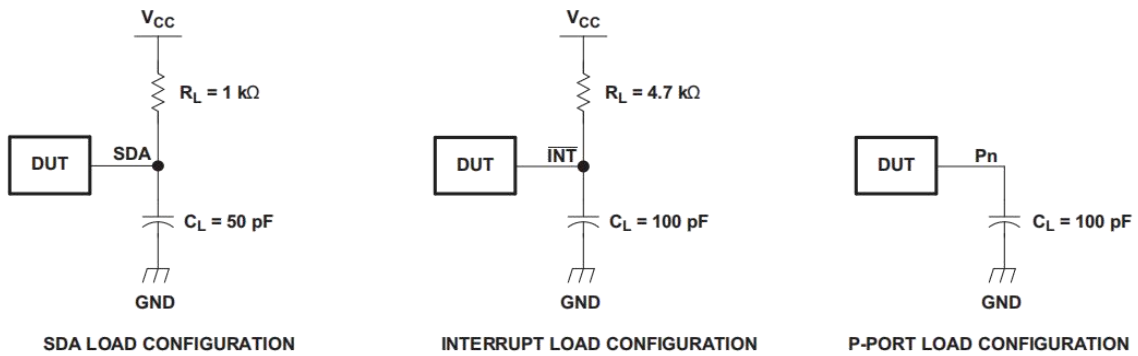 VCC
RL = 1 kΩ
DUT
SDA
CL = 50 pF
GND
SDA LOAD CONFIGURATION
VCC
RL = 4.7 kΩ
DUT
INT
CL = 100 pF
GND
INTERRUPT LOAD CONFIGURATION
DUT
Pn
CL = 100 pF
GND
P-PORT LOAD CONFIGURATION